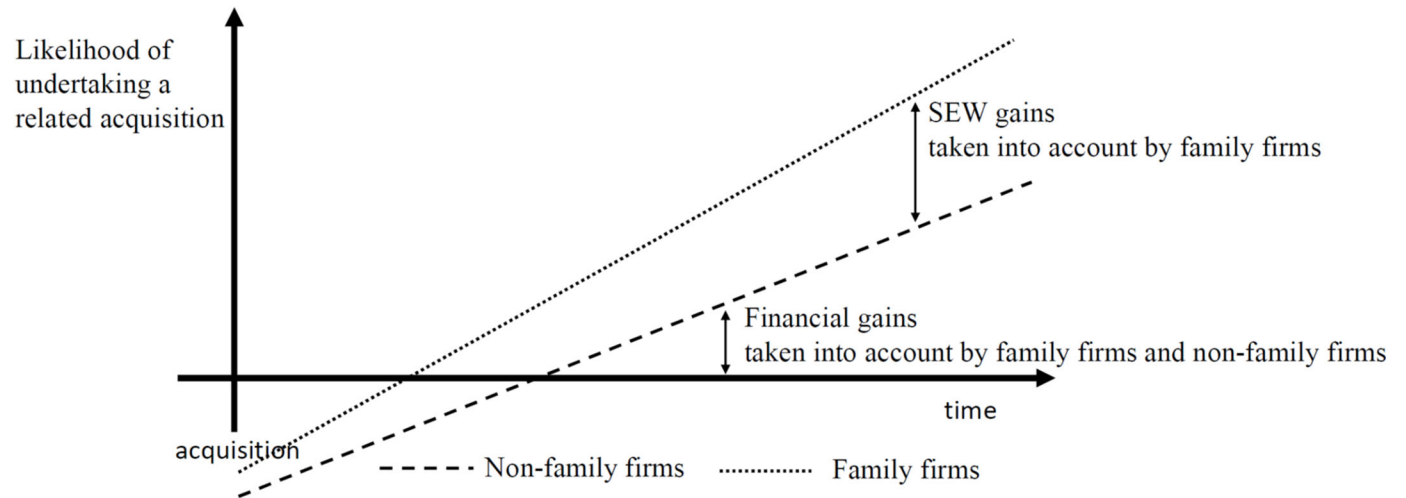 Likelihood of
undertaking a
related acquisition
SEW gains
taken into account by family firms
Financial gains
taken into account by family firms and non-family firms
time
acquisition
Non-family firms
Family firms